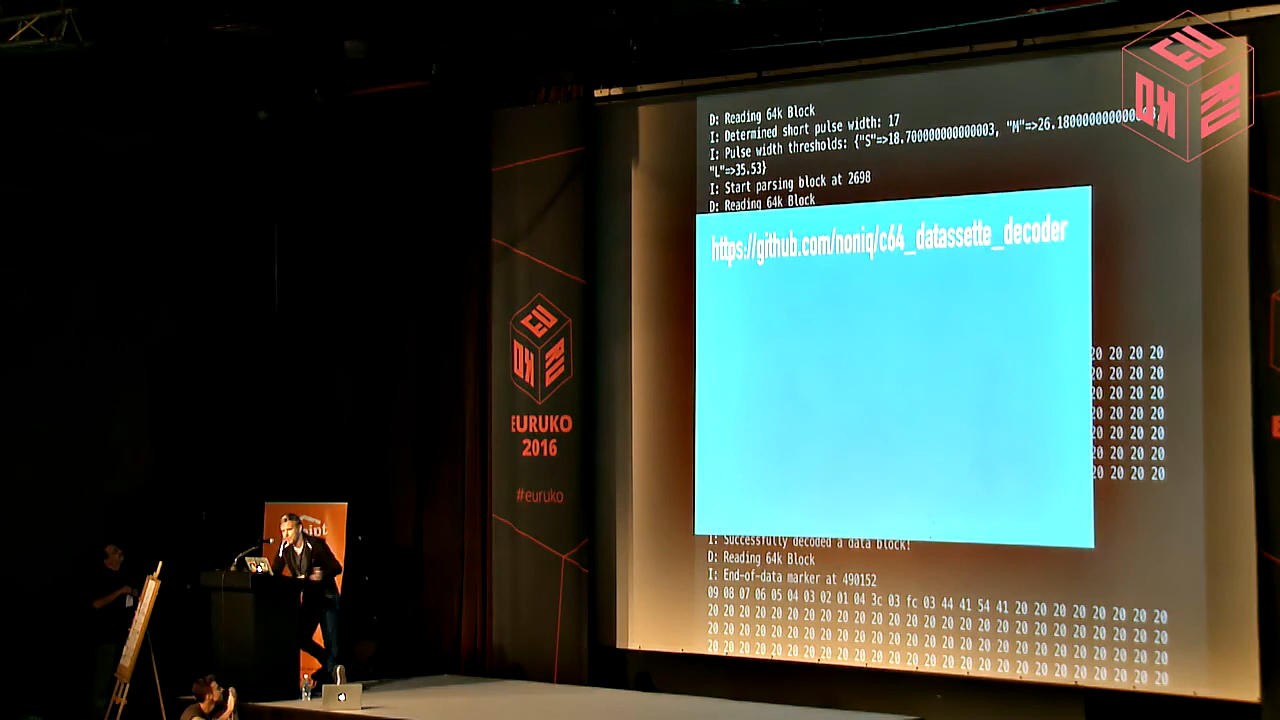 D: Reading 64k Block
I: Determined short pulse width: 17
I: Pulse width thresholds: {"S"=>18.700000000000003, "M"=>26.180000000000003,
"L"=>35.53}
I: Start parsing block at 2698
D: Reading 64k Block
https://github.com/noniq/c64_datassette_decoder
20 20 20 20
20 20 20 20
20 20 20 20
20 20 20 20
20 20 20 20
20 20 20 20
20 20 20 20
I: Successfully decoded a data block!
D: Reading 64k Block
I: End-of-data marker at 490152
09 08 07 06 05 04 03 02 01 04 3c 03 fc 03 44 41 54 41 20 20 20 20 20 20 20 20
20 20 20 20 20 20 20 20 20 20 20 20 20 20 20 20 20 20 20 20 20 20 20 20
20 20 20 20 20 20 20 20 20 20 20 20 20 20 20 20 20 20 20 20 20 20 20 20
20 20 20 20 20 20 20 20 20 20 20 20 20 20 20 20 20 20 20 20 20 20 20 20
EU
RU
KO
EU
RU
KO
EURUKO
2016
#euruko